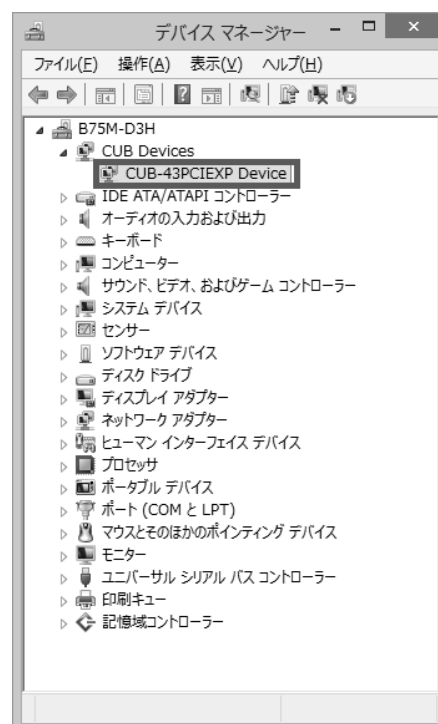 デバイス マネージャー
ファイル(F) 操作(A) 表示(V) ヘルプ(H)
B75M-D3H
CUB Devices
CUB-43PCIEXP Device
IDE ATA/ATAPI コントローラー
オーディオの入力および出力
キーボード
コンピューター
サウンド、ビデオ、およびゲーム コントローラー
システム デバイス
センサー
ソフトウェア デバイス
ディスク ドライブ
ディスプレイ アダプター
ネットワーク アダプター
ヒューマン インターフェイス デバイス
プロセッサ
ポータブル デバイス
ポート (COM と LPT)
マウスとそのほかのポインティング デバイス
モニター
ユニバーサル シリアル バス コントローラー
印刷キュー
記憶域コントローラー